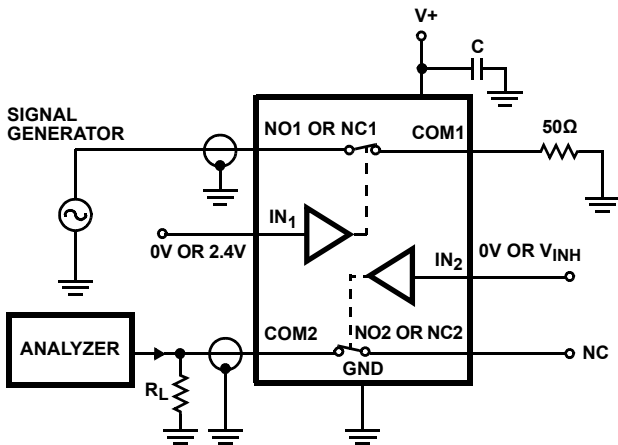 V+
C
SIGNAL
GENERATOR
NO1 OR NC1
COM1
50Ω
IN1
0V OR 2.4V
IN2
0V OR VINH
ANALYZER
COM2
NO2 OR NC2
NC
GND
RL